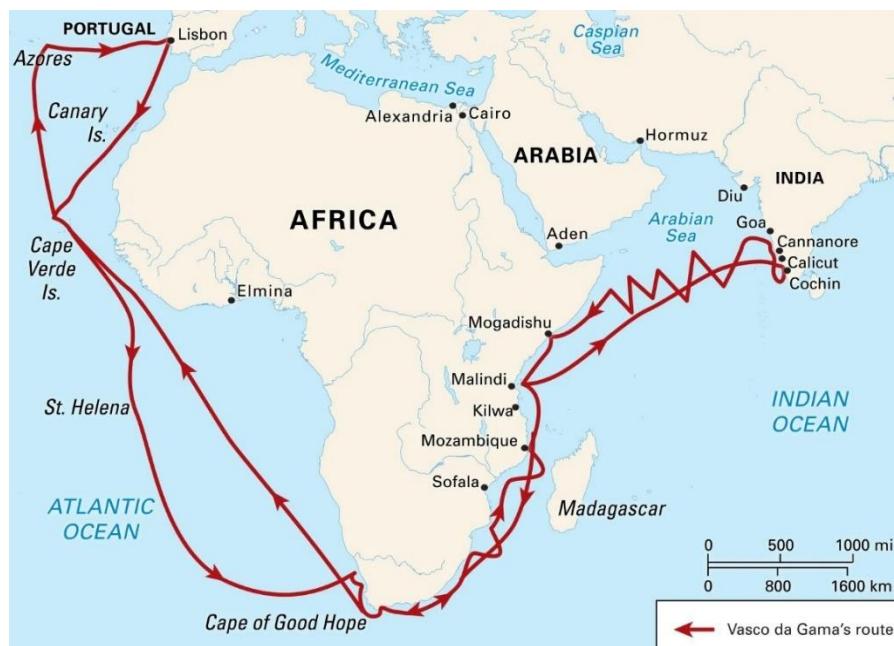 PORTUGAL
Lisbon
Azores
Canary
Is.
Mediterranean Sea
Caspian
Sea
Alexandria
Cairo
Hormuz
ARABIA
INDIA
Diu
AFRICA
Arabian
Sea
Goa
Aden
Cannanore
Calicut
Cochin
Cape
Verde
Is.
Elmina
Mogadishu
Malindi
Kilwa
St. Helena
INDIAN
OCEAN
Mozambique
Sofala
Madagascar
ATLANTIC
OCEAN
0 500 1000 mi
0 800 1600 km
Cape of Good Hope
Vasco da Gama's route